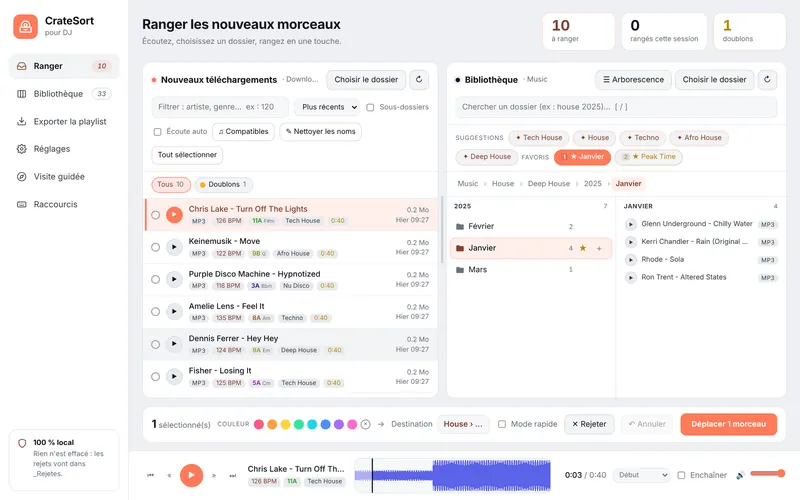 CrateSort
pour DJ
Ranger 10
Bibliothèque 33
Exporter la playlist
Réglages
Visite guidée
Raccourcis
100 % local
Rien n'est effacé : les
rejets vont dans
_Rejetes.
Ranger les nouveaux morceaux
Écoutez, choisissez un dossier, rangez en une touche.
10
à ranger
0
rangés cette session
1
doublons
Nouveaux téléchargements · Downlo... Choisir le dossier ↻
Filtrer : artiste, genre... ex : 120 Plus récents Sous-dossiers
Écoute auto ♫ Compatibles ✎ Nettoyer les noms
Tout sélectionner
Tous 10 Doublons 1
Chris Lake - Turn Off The Lights 0.2 Mo
MP3 126 BPM 11A F♯m Tech House 0:40 Hier 09:27
Keinemusik - Move 0.2 Mo
MP3 122 BPM 9B G Afro House 0:40 Hier 09:27
Purple Disco Machine - Hypnotized 0.2 Mo
MP3 118 BPM 3A Bbm Nu Disco 0:40 Hier 09:27
Amelie Lens - Feel It 0.2 Mo
MP3 135 BPM 8A Am Techno 0:40 Hier 09:27
Dennis Ferrer - Hey Hey 0.2 Mo
MP3 124 BPM 9A Em Deep House 0:40 Hier 09:27
Fisher - Losing It 0.2 Mo
MP3 125 BPM 5A Cm Tech House 0:40 Hier 09:27
Bibliothèque · Music ☰ Arborescence Choisir le dossier ↻
Chercher un dossier (ex : house 2025)... [ / ]
SUGGESTIONS + Tech House + House + Techno + Afro House
+ Deep House FAVORIS 1 ★ Janvier 2 ★ Peak Time
Music › House › Deep House › 2025 › Janvier
2025 7
Février 2
Janvier 4 ★ +
Mars 1
JANVIER 4
Glenn Underground - Chilly Water MP3
Kerri Chandler - Rain (Original ... MP3
Rhode - Sola MP3
Ron Trent - Altered States MP3
1 sélectionné(s) COULEUR → Destination House › ... Mode rapide ✕ Rejeter ↶ Annuler Déplacer 1 morceau
Chris Lake - Turn Off Th...
126 BPM 11A Tech House
0:03 / 0:40 Début Enchaîner